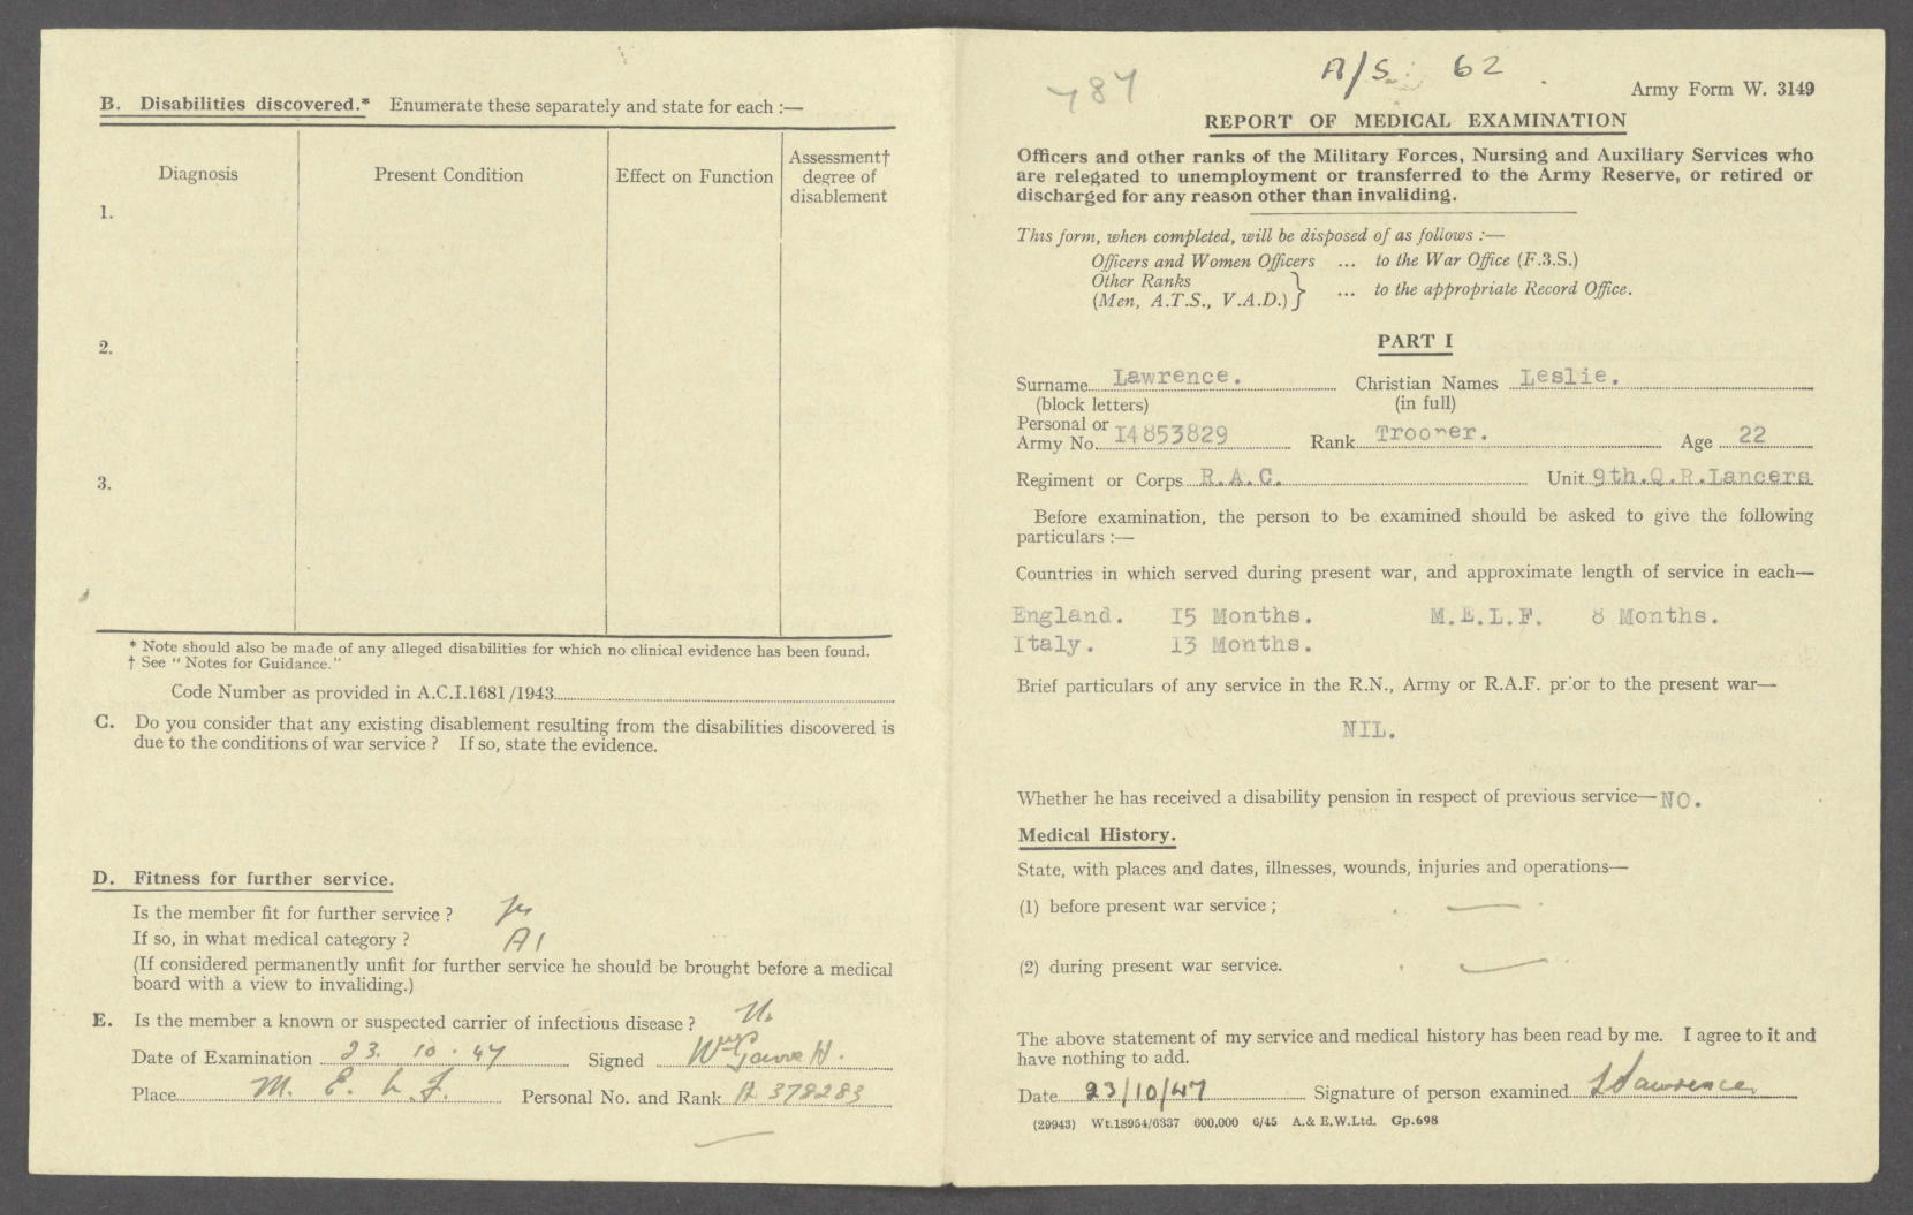 B. Disabilities discovered.* Enumerate these separately and state for each :—
Diagnosis
Present Condition
Effect on Function
Assessment†
degree of
disablement
1.
2.
3.
* Note should also be made of any alleged disabilities for which no clinical evidence has been found.
† See "Notes for Guidance."
Code Number as provided in A.C.I.1681/1943
C. Do you consider that any existing disablement resulting from the disabilities discovered is
due to the conditions of war service ? If so, state the evidence.
D. Fitness for further service.
Is the member fit for further service ? Yes
If so, in what medical category ? A1
(If considered permanently unfit for further service he should be brought before a medical
board with a view to invaliding.)
E. Is the member a known or suspected carrier of infectious disease ? No
Date of Examination 23. 10. 47 Signed
Place M. E. L. F. Personal No. and Rank 378283
787
A/S: 62
Army Form W. 3149
REPORT OF MEDICAL EXAMINATION
Officers and other ranks of the Military Forces, Nursing and Auxiliary Services who
are relegated to unemployment or transferred to the Army Reserve, or retired or
discharged for any reason other than invaliding.
This form, when completed, will be disposed of as follows :—
Officers and Women Officers ... to the War Office (F.3.S.)
Other Ranks
(Men, A.T.S., V.A.D.)} ... to the appropriate Record Office.
PART I
Surname Lawrence. Christian Names Leslie.
(block letters) (in full)
Personal or
Army No. I4853829 Rank Trooper. Age 22
Regiment or Corps R.A.C. Unit 9th.Q.R.Lancers
Before examination, the person to be examined should be asked to give the following
particulars :—
Countries in which served during present war, and approximate length of service in each—
England. I5 Months. M.E.L.F. 8 Months.
Italy. I3 Months.
Brief particulars of any service in the R.N., Army or R.A.F. prior to the present war—
NIL.
Whether he has received a disability pension in respect of previous service—NO.
Medical History.
State, with places and dates, illnesses, wounds, injuries and operations—
(1) before present war service ; —
(2) during present war service. —
The above statement of my service and medical history has been read by me. I agree to it and
have nothing to add.
Date 23/10/47 Signature of person examined L Lawrence
(29943) Wt.18954/6337 600,000 6/45 A.& E.W.Ltd. Gp.698